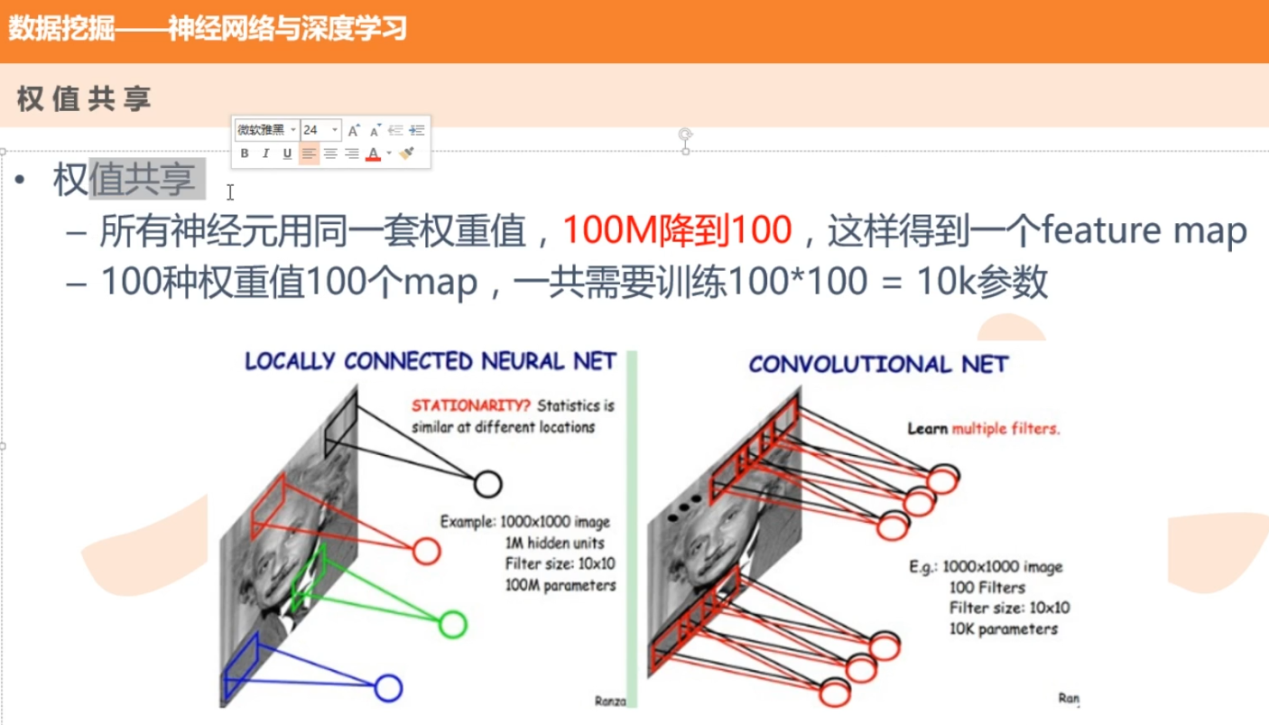 数据挖掘——神经网络与深度学习
权值共享
微软雅黑 24 A A
B I U A
• 权值共享
– 所有神经元用同一套权重值，100M降到100，这样得到一个feature map
– 100种权重值100个map，一共需要训练100*100 = 10k参数
LOCALLY CONNECTED NEURAL NET
STATIONARITY? Statistics is
similar at different locations
Example: 1000x1000 image
1M hidden units
Filter size: 10x10
100M parameters
Ranza
CONVOLUTIONAL NET
Learn multiple filters.
E.g.: 1000x1000 image
100 Filters
Filter size: 10x10
10K parameters
Ran